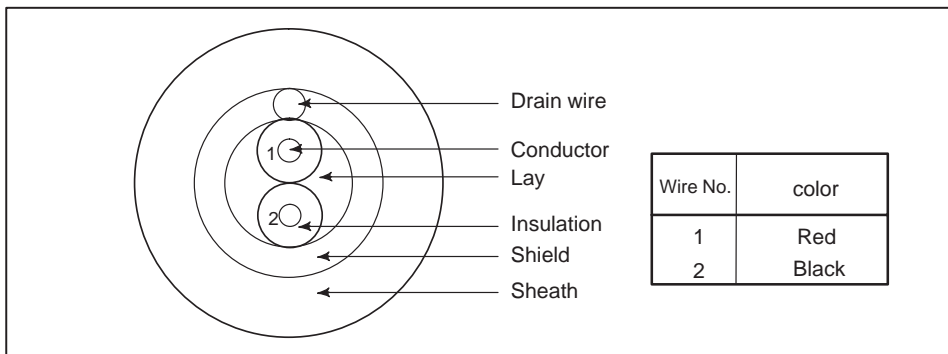 Drain wire
1
Conductor
Lay
2
Insulation
Shield
Sheath
Wire No. color
1 Red
2 Black